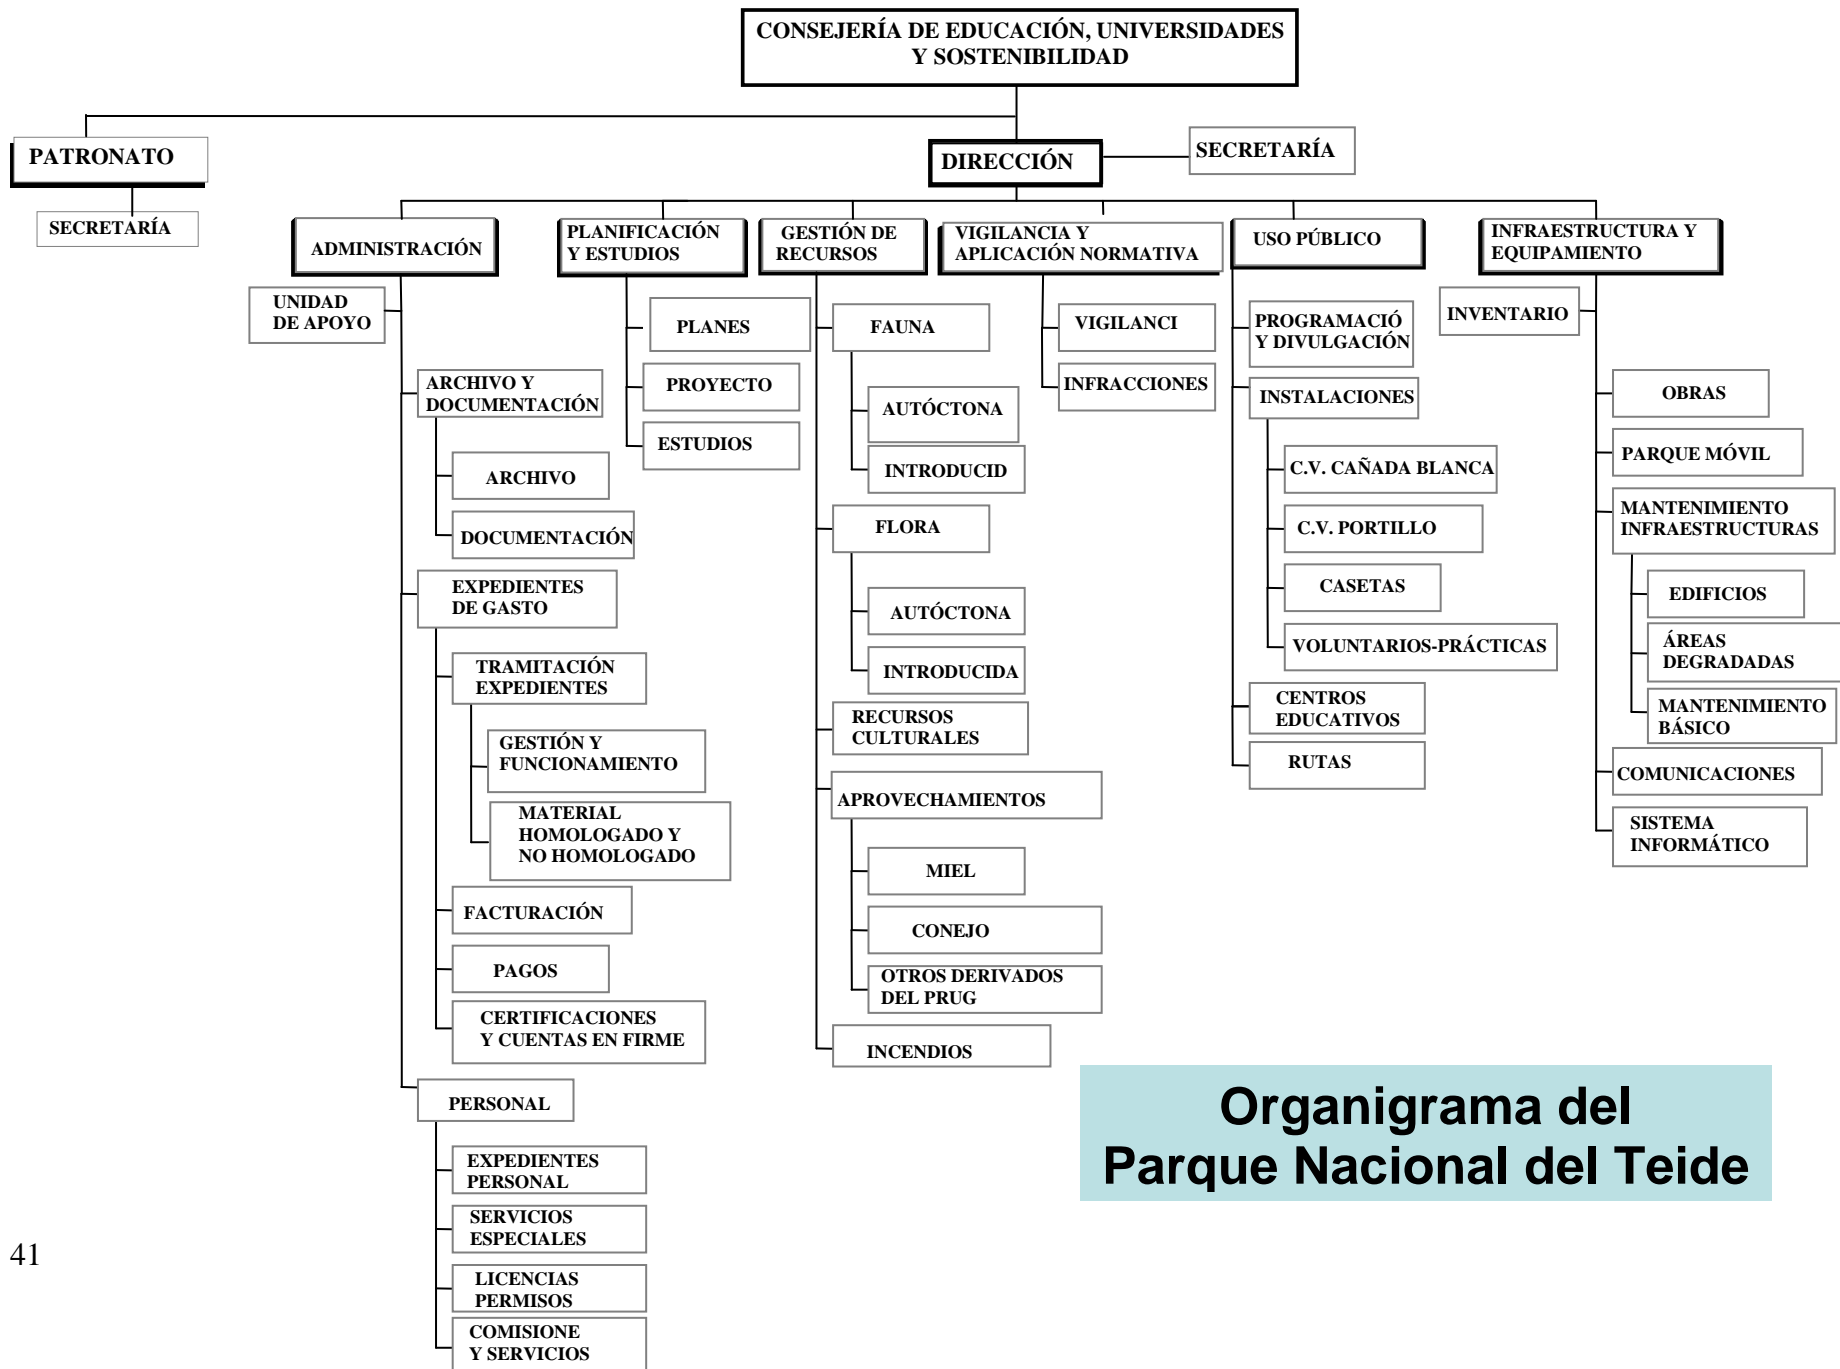 CONSEJERÍA DE EDUCACIÓN, UNIVERSIDADES
Y SOSTENIBILIDAD
PATRONATO
SECRETARÍA
DIRECCIÓN
SECRETARÍA
ADMINISTRACIÓN
UNIDAD
DE APOYO
ARCHIVO Y
DOCUMENTACIÓN
ARCHIVO
DOCUMENTACIÓN
EXPEDIENTES
DE GASTO
TRAMITACIÓN
EXPEDIENTES
GESTIÓN Y
FUNCIONAMIENTO
MATERIAL
HOMOLOGADO Y
NO HOMOLOGADO
FACTURACIÓN
PAGOS
CERTIFICACIONES
Y CUENTAS EN FIRME
PERSONAL
EXPEDIENTES
PERSONAL
SERVICIOS
ESPECIALES
LICENCIAS
PERMISOS
COMISIONE
Y SERVICIOS
PLANIFICACIÓN
Y ESTUDIOS
PLANES
PROYECTO
ESTUDIOS
GESTIÓN DE
RECURSOS
FAUNA
AUTÓCTONA
INTRODUCID
FLORA
AUTÓCTONA
INTRODUCIDA
RECURSOS
CULTURALES
APROVECHAMIENTOS
MIEL
CONEJO
OTROS DERIVADOS
DEL PRUG
INCENDIOS
VIGILANCIA Y
APLICACIÓN NORMATIVA
VIGILANCI
INFRACCIONES
USO PÚBLICO
PROGRAMACIÓ
Y DIVULGACIÓN
INSTALACIONES
C.V. CAÑADA BLANCA
C.V. PORTILLO
CASETAS
VOLUNTARIOS-PRÁCTICAS
CENTROS
EDUCATIVOS
RUTAS
INFRAESTRUCTURA Y
EQUIPAMIENTO
INVENTARIO
OBRAS
PARQUE MÓVIL
MANTENIMIENTO
INFRAESTRUCTURAS
EDIFICIOS
ÁREAS
DEGRADADAS
MANTENIMIENTO
BÁSICO
COMUNICACIONES
SISTEMA
INFORMÁTICO
Organigrama del
Parque Nacional del Teide
41